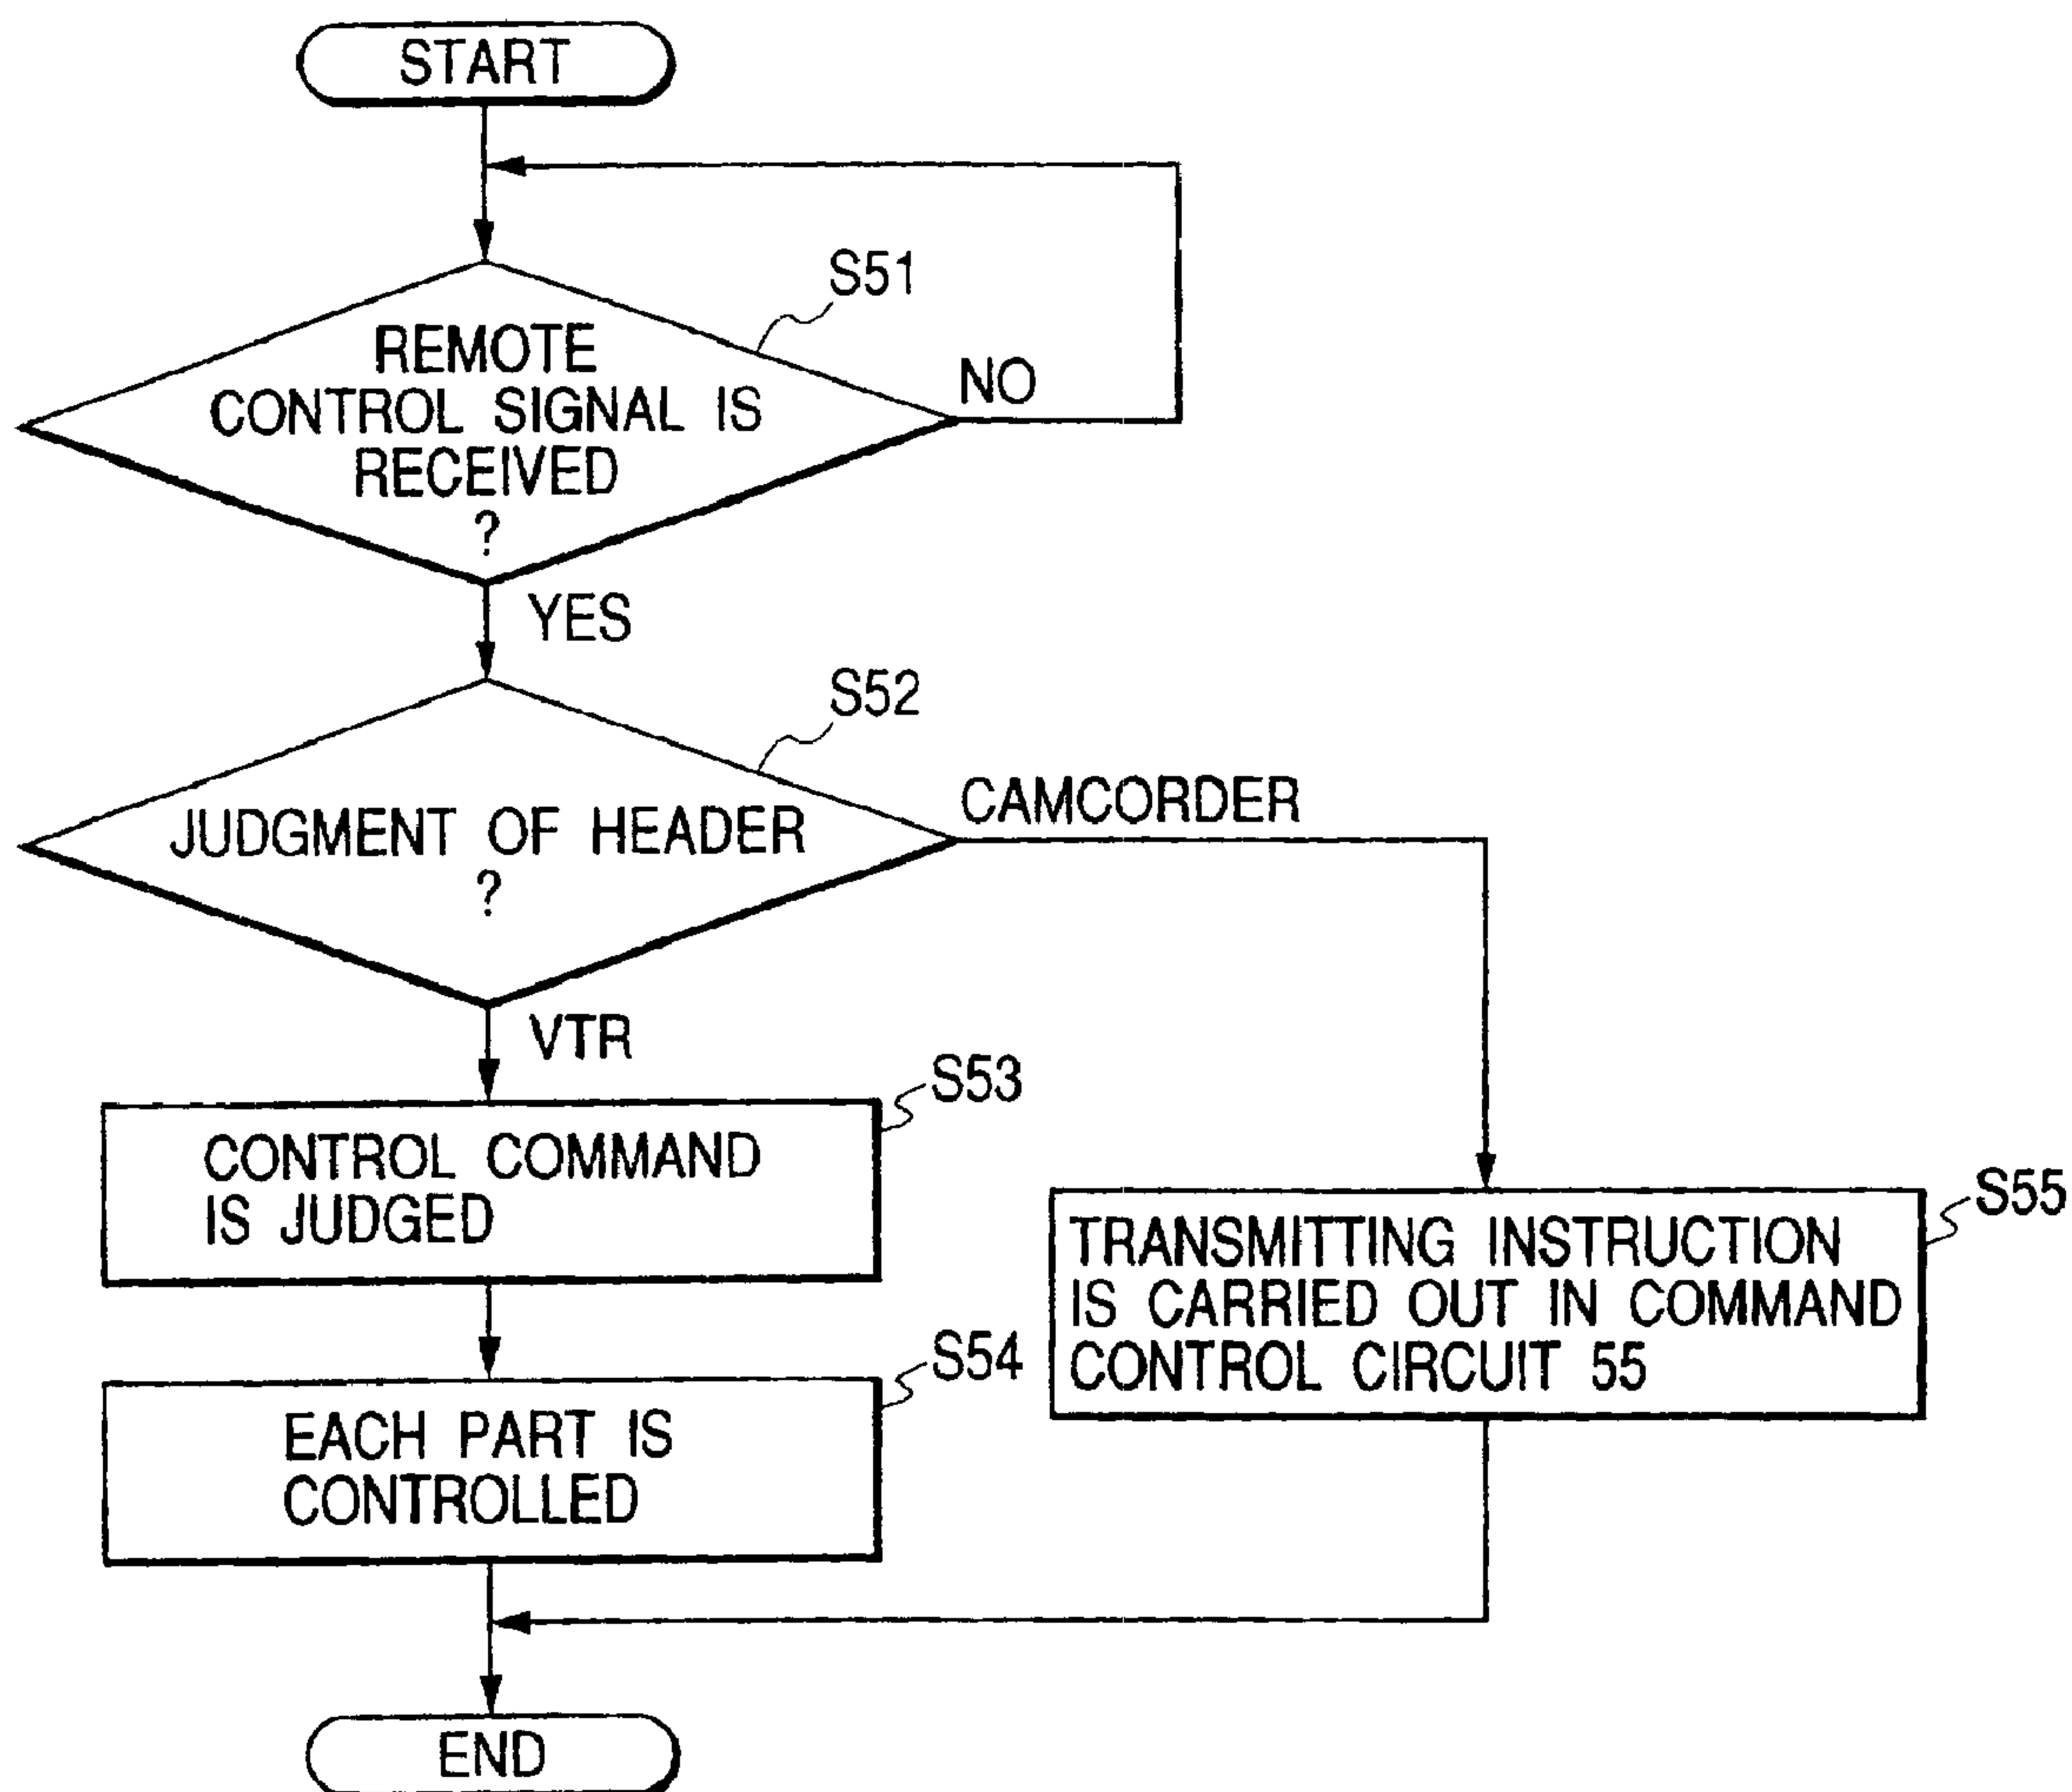 START
S51
REMOTE
CONTROL SIGNAL IS
RECEIVED
?
NO
YES
S52
JUDGMENT OF HEADER
?
CAMCORDER
VTR
S53
CONTROL COMMAND
IS JUDGED
S54
EACH PART IS
CONTROLLED
S55
TRANSMITTING INSTRUCTION
IS CARRIED OUT IN COMMAND
CONTROL CIRCUIT 55
END